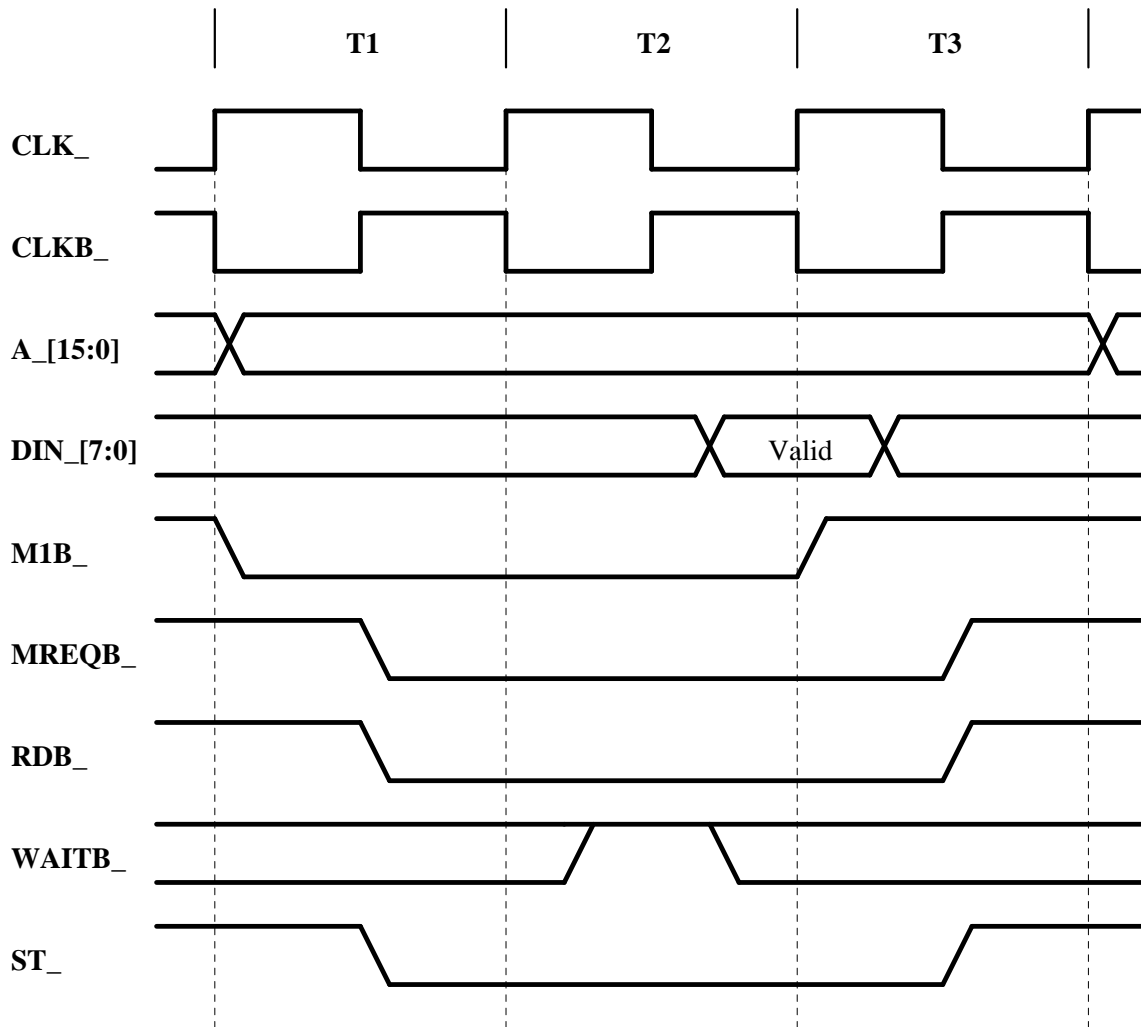 T1 T2 T3
CLK_
CLKB_
A_[15:0]
DIN_[7:0] Valid
M1B_
MREQB_
RDB_
WAITB_
ST_